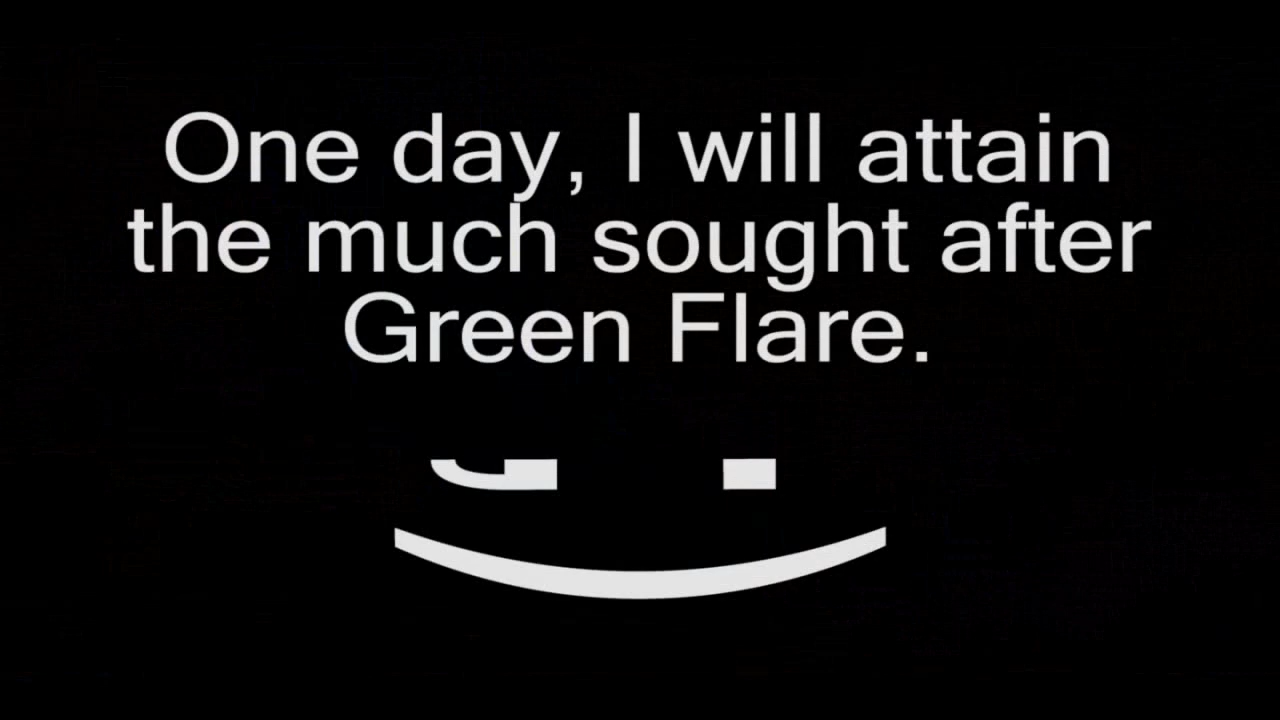 One day, I will attain
the much sought after
Green Flare.